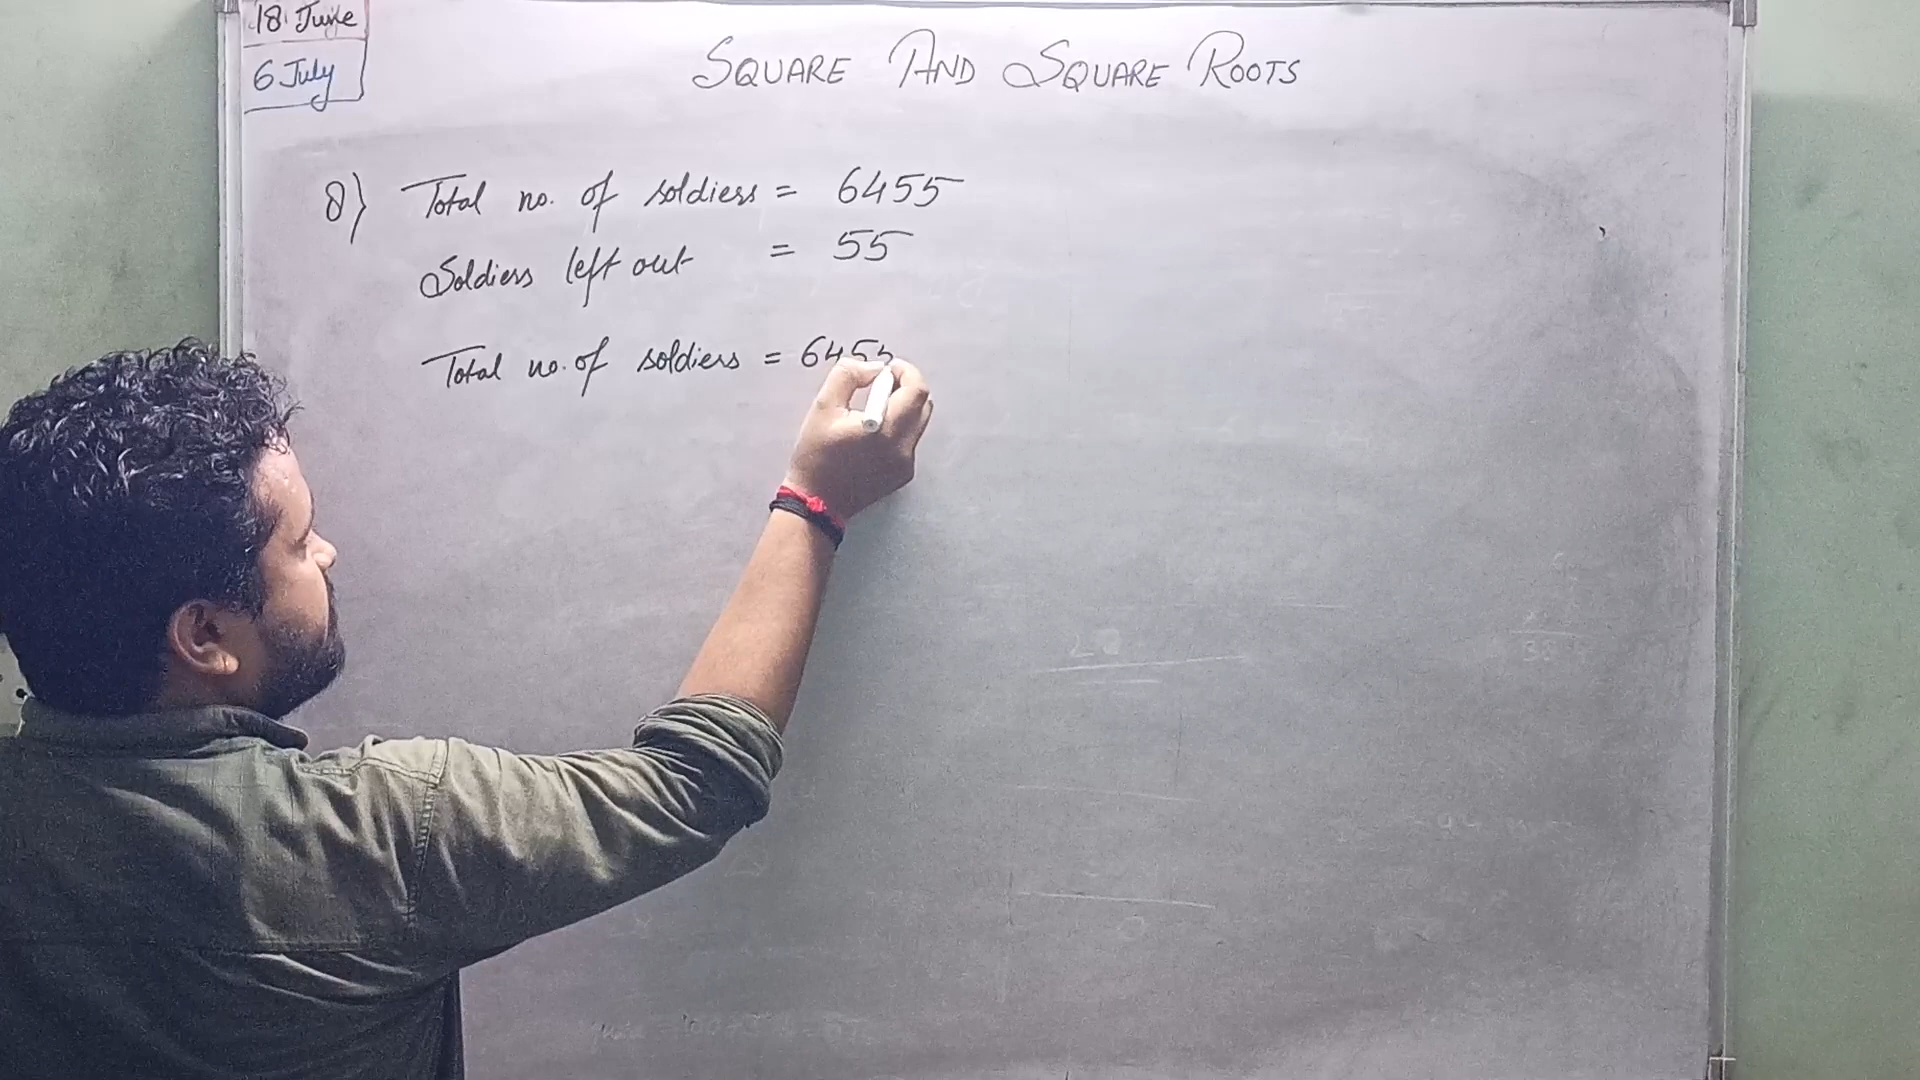 18 June
6 July
SQUARE AND SQUARE ROOTS
8) Total no. of soldiers = 6455
Soldiers left out = 55
Total no. of soldiers = 6455